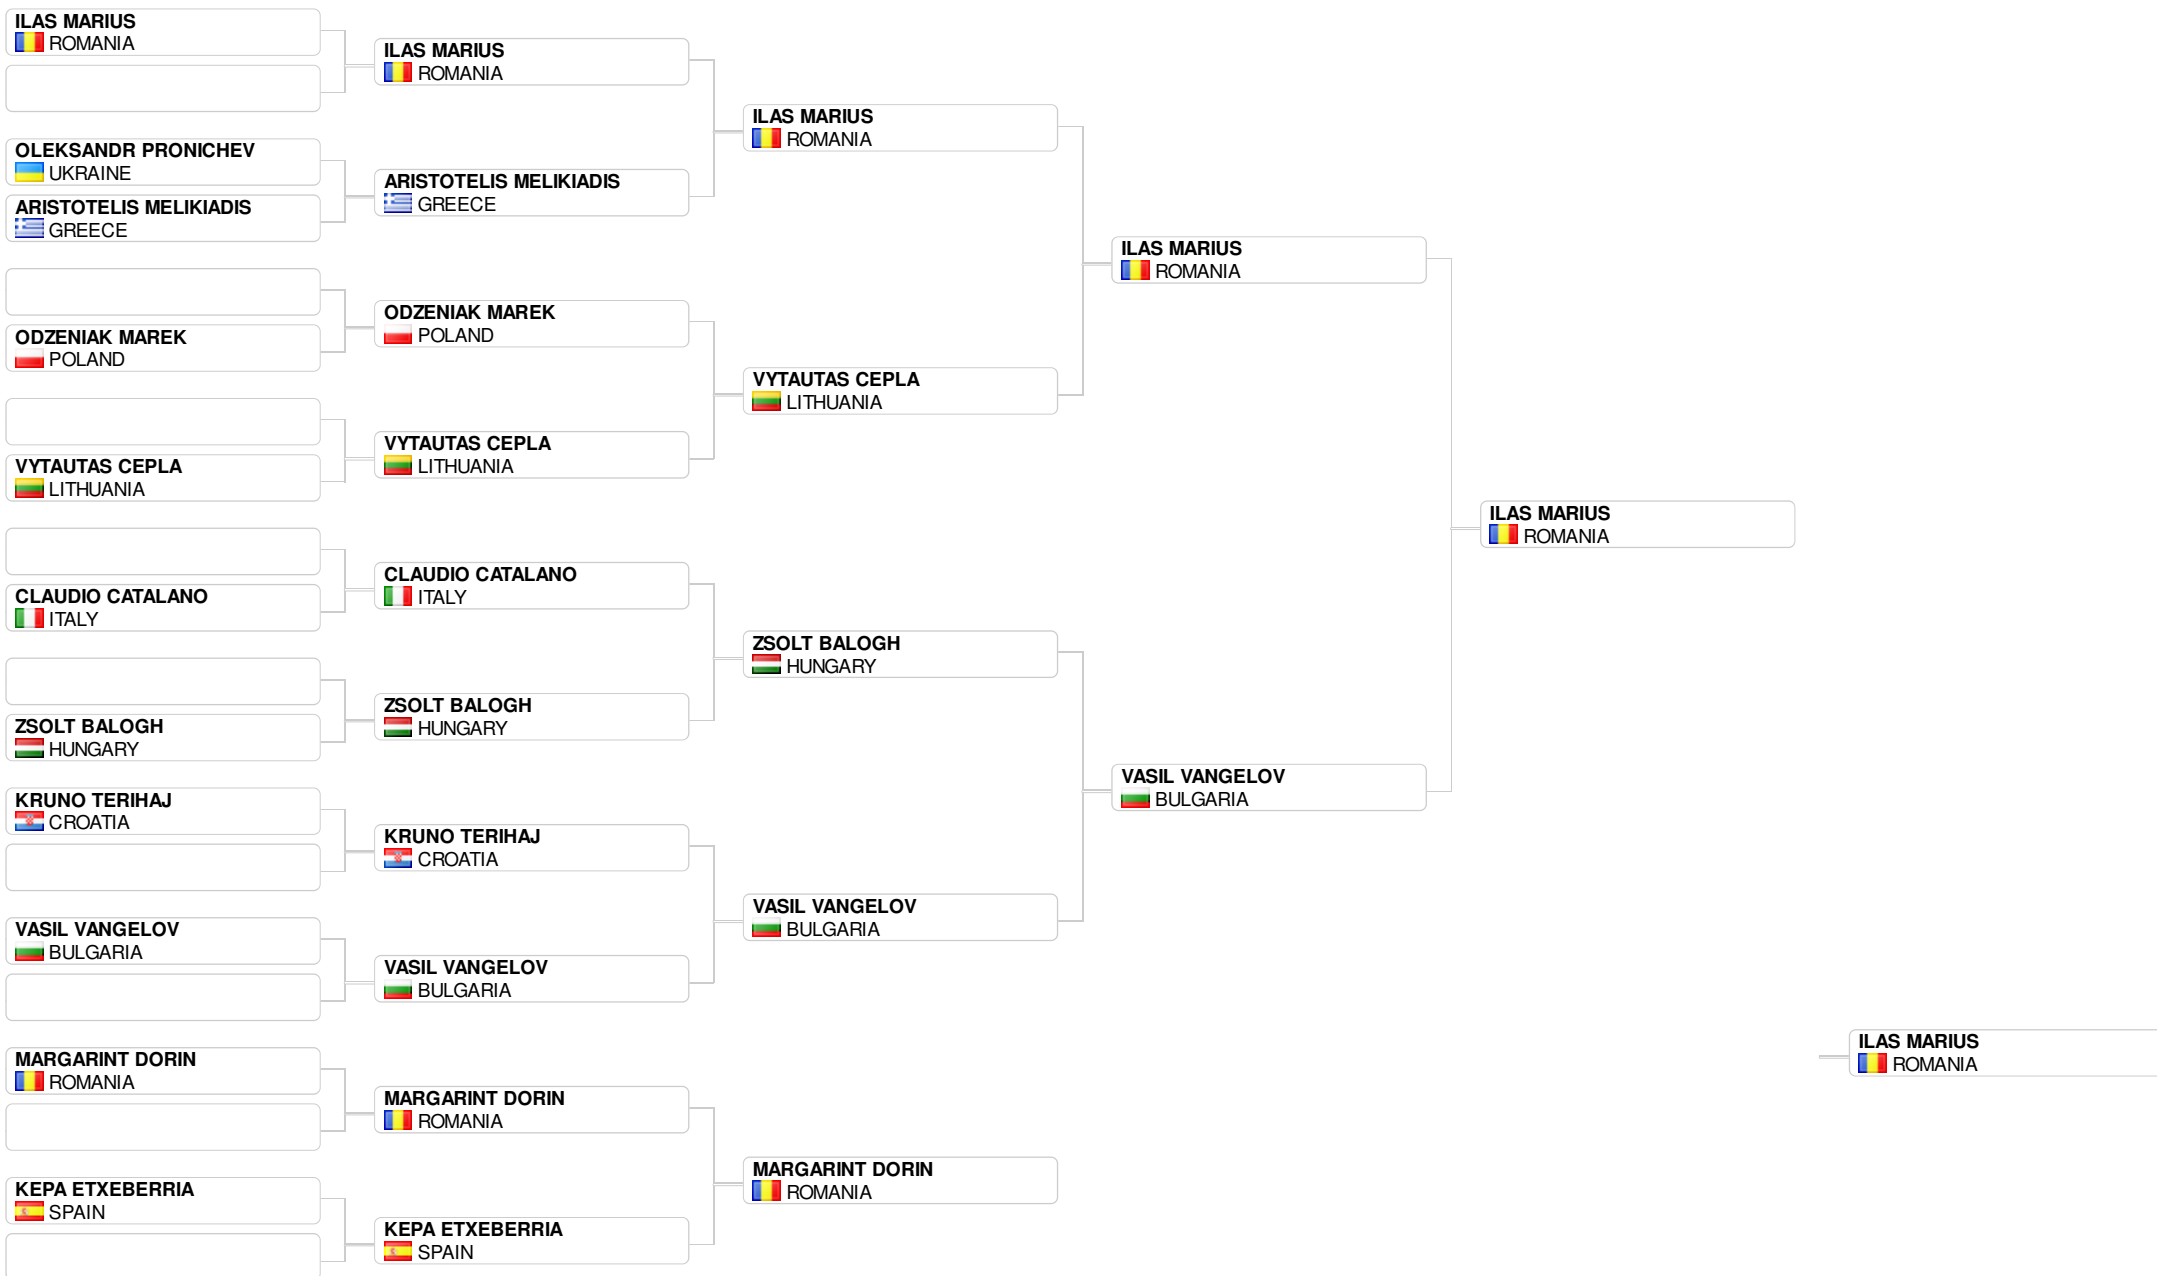 ILAS MARIUS
ROMANIA
OLEKSANDR PRONICHEV
UKRAINE
ARISTOTELIS MELIKIADIS
GREECE
ODZENIAK MAREK
POLAND
VYTAUTAS CEPLA
LITHUANIA
CLAUDIO CATALANO
ITALY
ZSOLT BALOGH
HUNGARY
KRUNO TERIHAJ
CROATIA
VASIL VANGELOV
BULGARIA
MARGARINT DORIN
ROMANIA
KEPA ETXEBERRIA
SPAIN
ILAS MARIUS
ROMANIA
ARISTOTELIS MELIKIADIS
GREECE
ODZENIAK MAREK
POLAND
VYTAUTAS CEPLA
LITHUANIA
CLAUDIO CATALANO
ITALY
ZSOLT BALOGH
HUNGARY
KRUNO TERIHAJ
CROATIA
VASIL VANGELOV
BULGARIA
MARGARINT DORIN
ROMANIA
KEPA ETXEBERRIA
SPAIN
ILAS MARIUS
ROMANIA
VYTAUTAS CEPLA
LITHUANIA
ZSOLT BALOGH
HUNGARY
VASIL VANGELOV
BULGARIA
MARGARINT DORIN
ROMANIA
ILAS MARIUS
ROMANIA
VASIL VANGELOV
BULGARIA
ILAS MARIUS
ROMANIA
ILAS MARIUS
ROMANIA